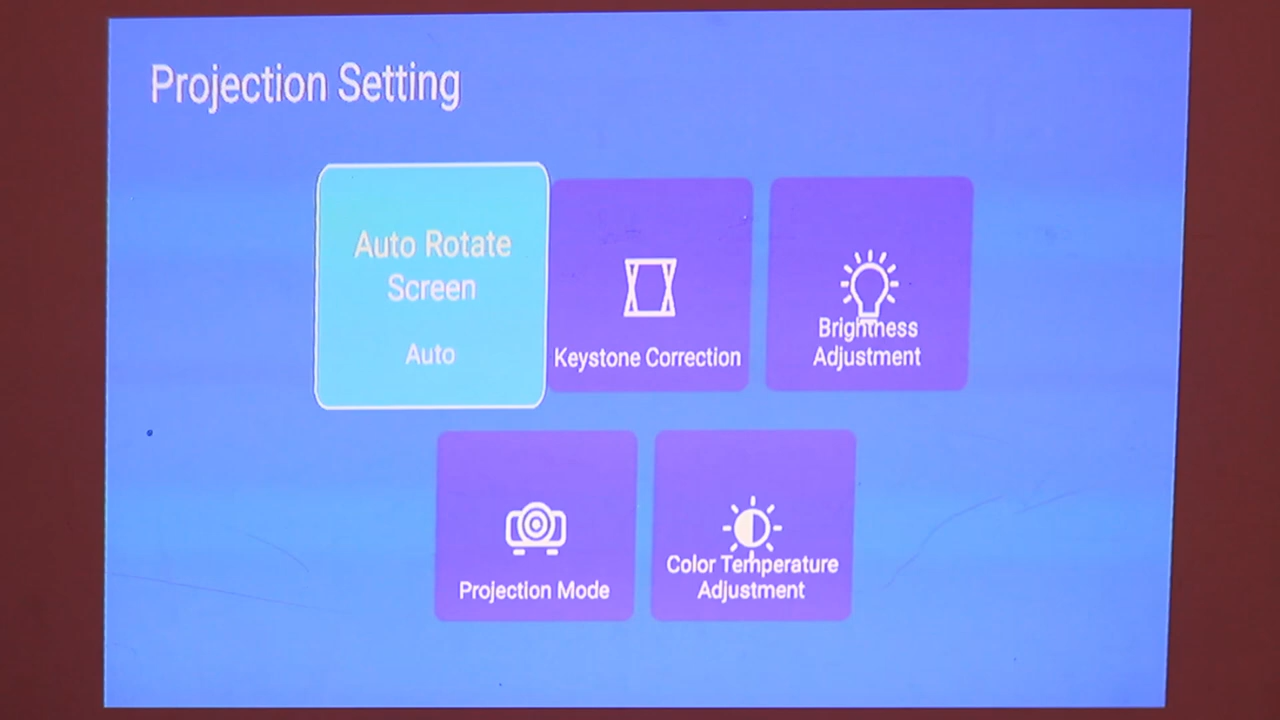 Projection Setting
Auto Rotate
Screen
Auto
Keystone Correction
Brightness
Adjustment
Projection Mode
Color Temperature
Adjustment